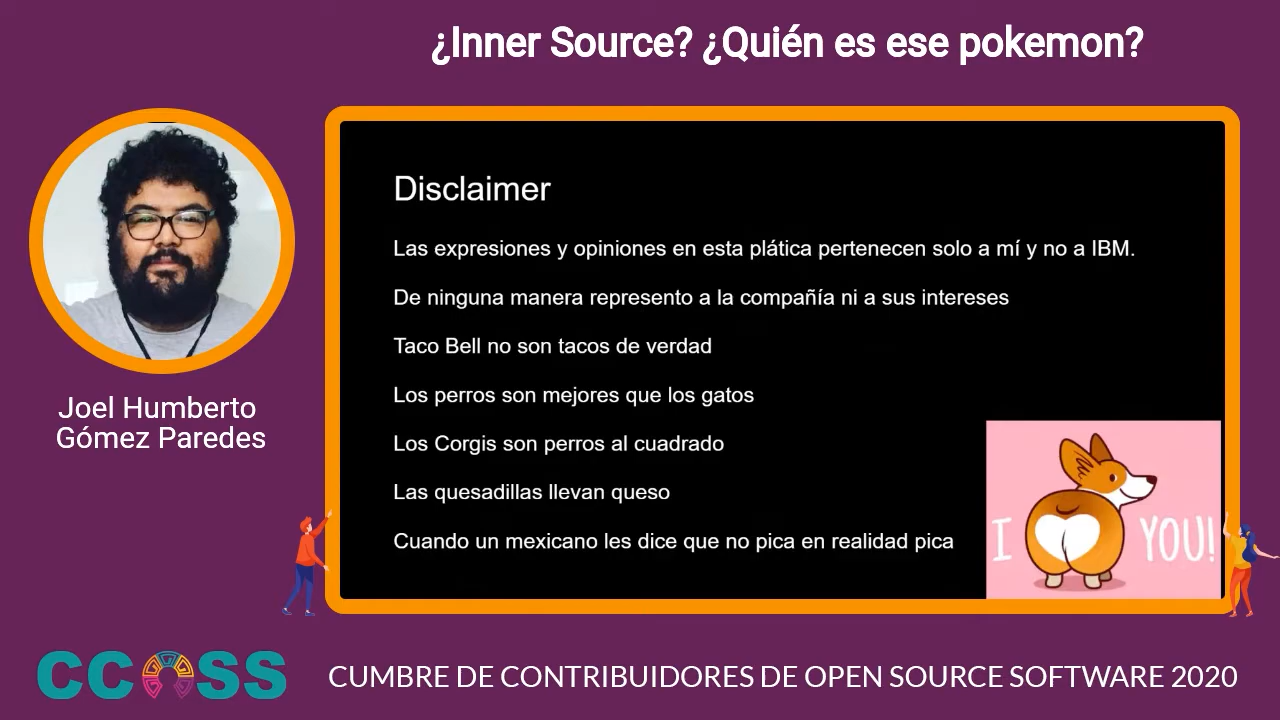 ¿Inner Source? ¿Quién es ese pokemon?
Joel Humberto
Gómez Paredes
Disclaimer
Las expresiones y opiniones en esta plática pertenecen solo a mí y no a IBM.
De ninguna manera represento a la compañía ni a sus intereses
Taco Bell no son tacos de verdad
Los perros son mejores que los gatos
Los Corgis son perros al cuadrado
Las quesadillas llevan queso
Cuando un mexicano les dice que no pica en realidad pica
I YOU!
CCOSS
CUMBRE DE CONTRIBUIDORES DE OPEN SOURCE SOFTWARE 2020